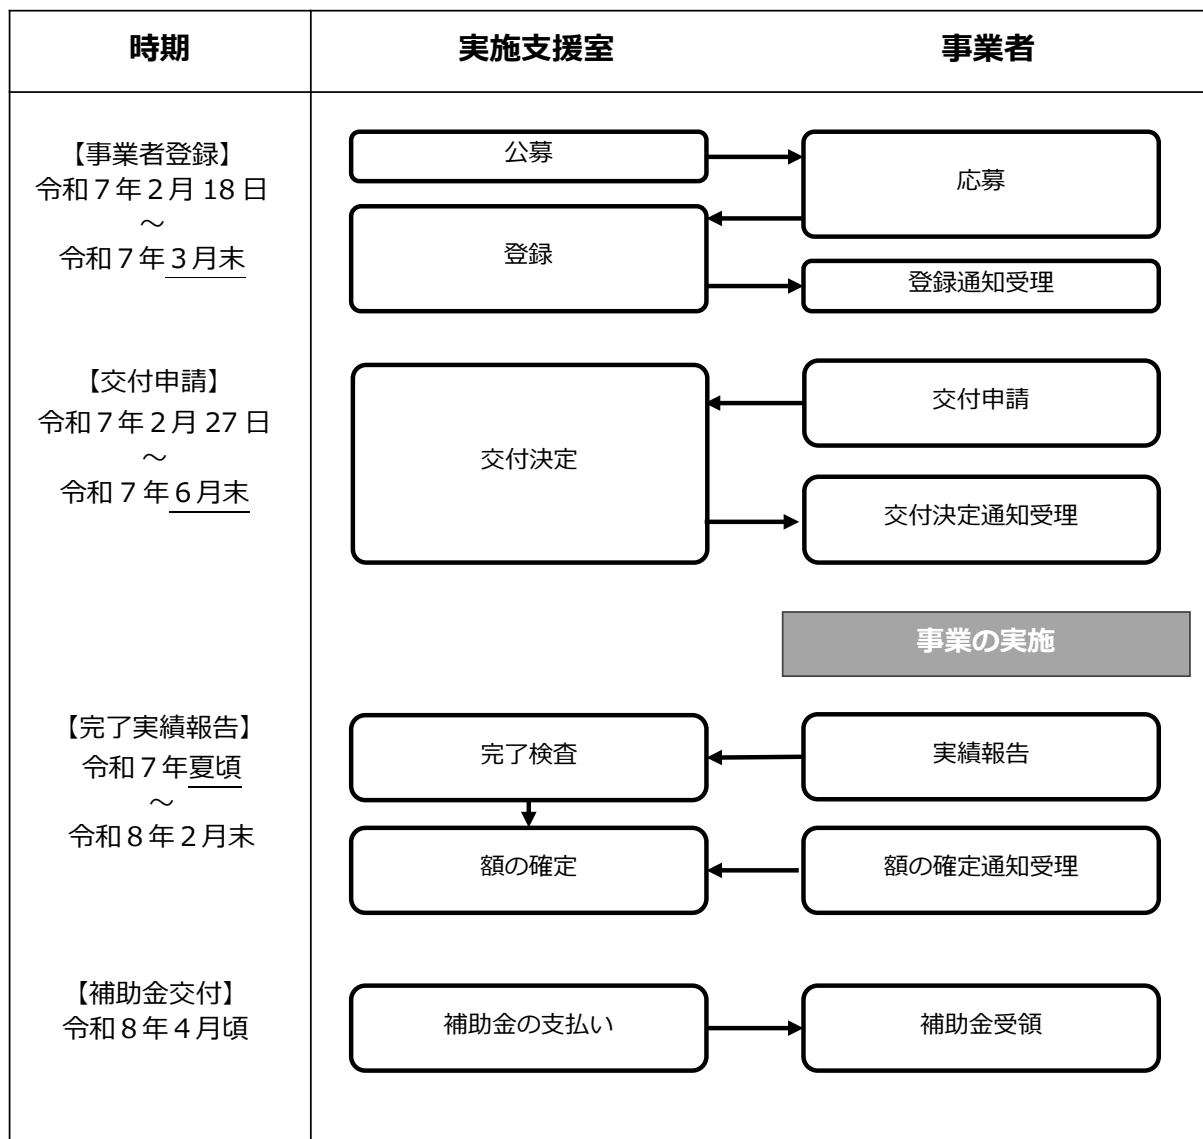 時期
実施支援室
事業者
【事業者登録】
令和７年２月 18 日
～
令和７年３月末
公募
応募
登録
登録通知受理
【交付申請】
令和７年２月 27 日
～
令和７年６月末
交付申請
交付決定
交付決定通知受理
事業の実施
【完了実績報告】
令和７年夏頃
～
令和８年２月末
完了検査
実績報告
額の確定
額の確定通知受理
【補助金交付】
令和８年４月頃
補助金の支払い
補助金受領